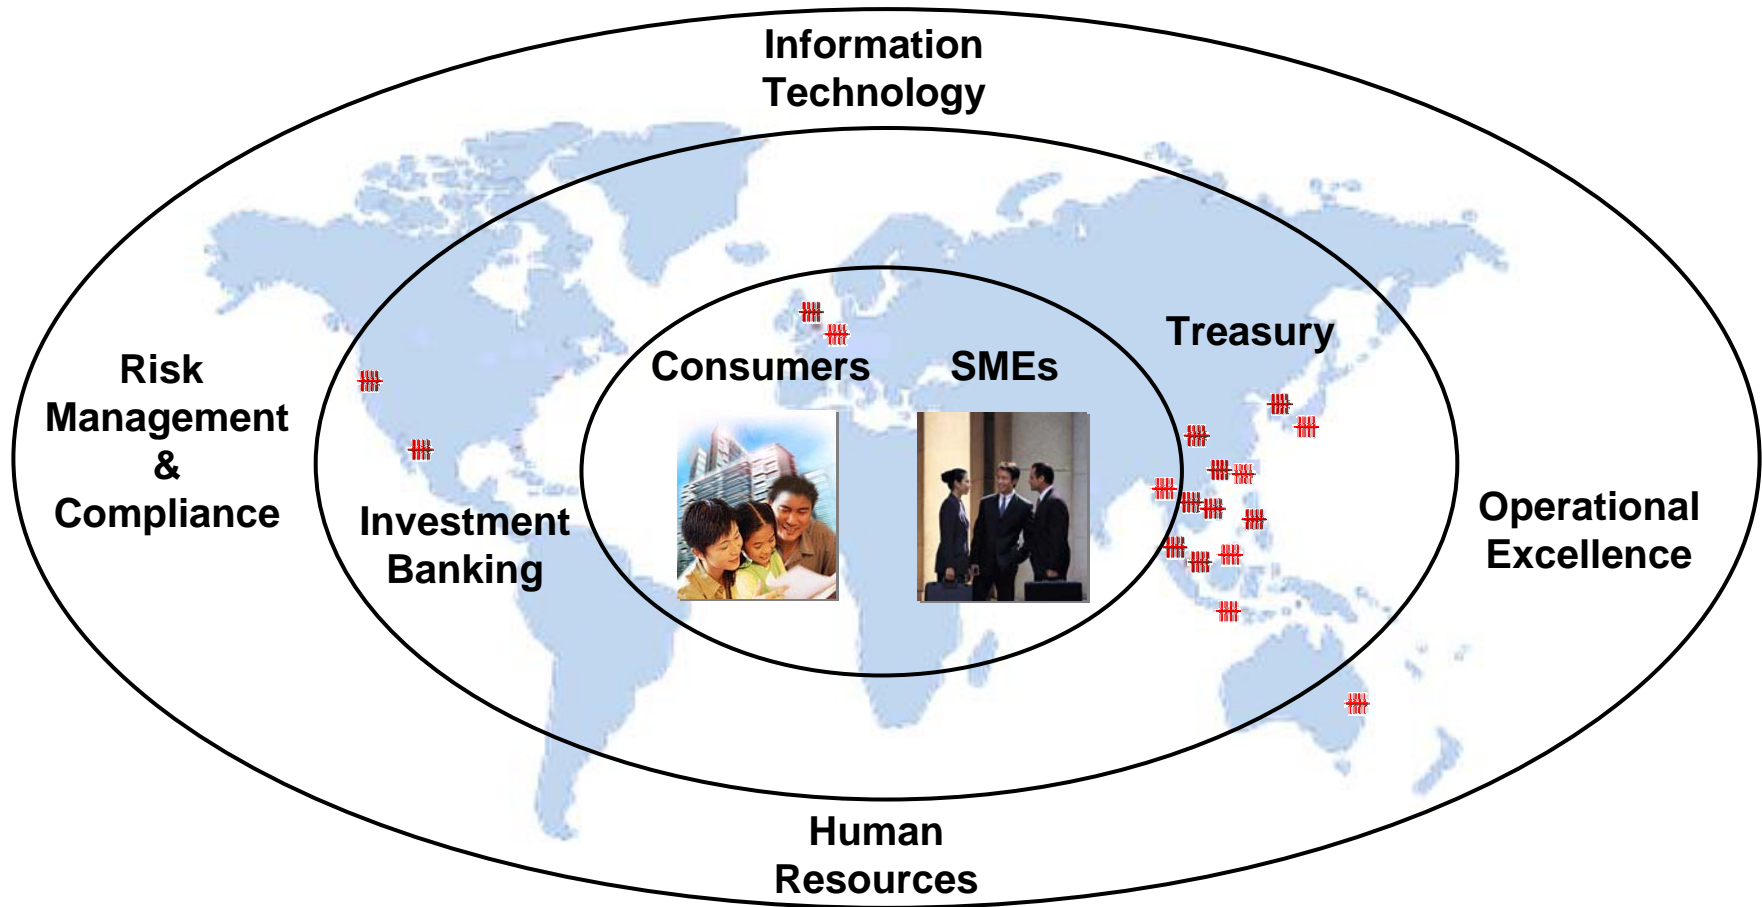 Information
Technology
Treasury
Consumers
SMEs
Risk
Management
&
Compliance
Investment
Banking
Operational
Excellence
Human
Resources